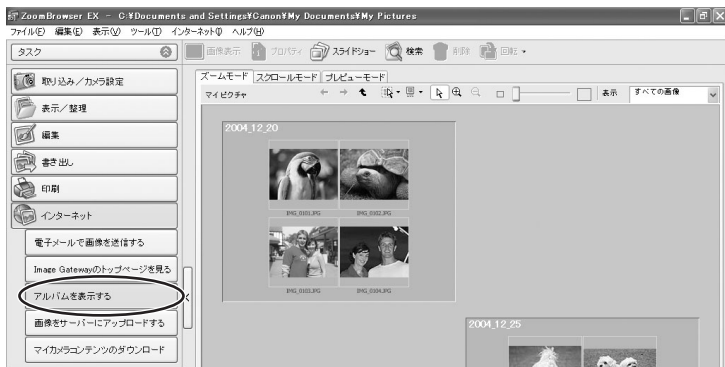 ZoomBrowser EX - C:¥Documents and Settings¥Canon¥My Documents¥My Pictures
ファイル(F) 編集(E) 表示(V) ツール(T) インターネット(I) ヘルプ(H)
タスク
画像表示 プロパティ スライドショー 検索 削除 回転
取り込み／カメラ設定
表示／整理
編集
書き出し
印刷
インターネット
電子メールで画像を送信する
Image Gatewayのトップページを見る
アルバムを表示する
画像をサーバーにアップロードする
マイカメラコンテンツのダウンロード
ズームモード スクロールモード プレビューモード
マイピクチャ
表示 すべての画像
2004_12_20
IMG_0101.JPG IMG_0102.JPG
IMG_0103.JPG IMG_0104.JPG
2004_12_25